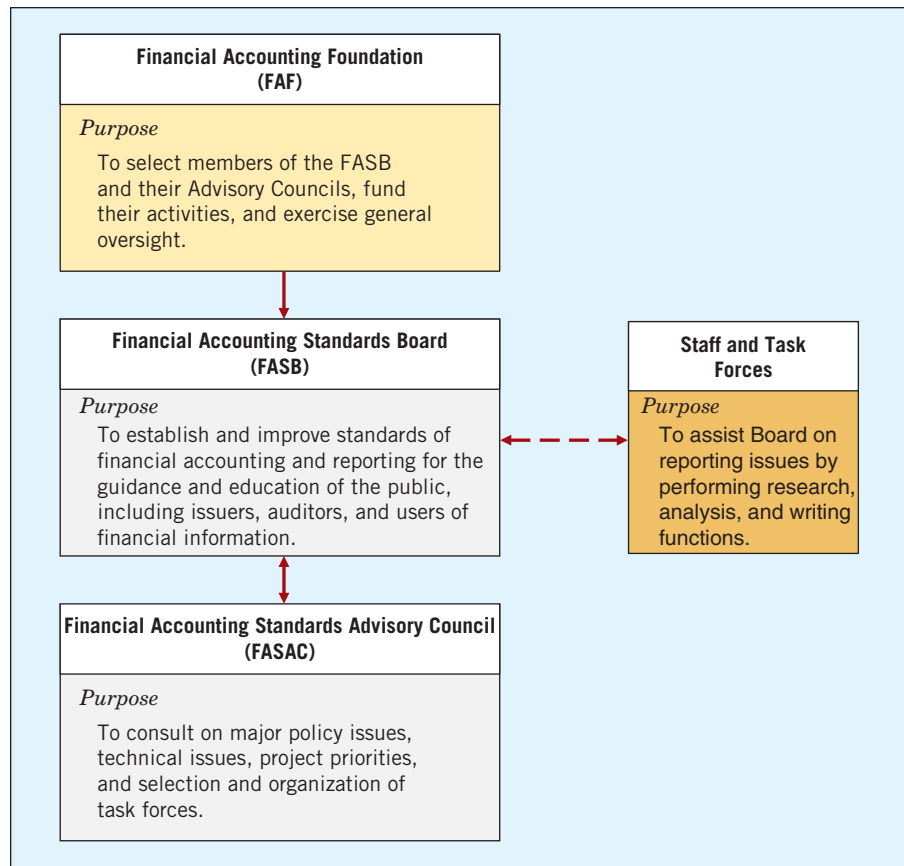 Financial Accounting Foundation
(FAF)
Purpose
To select members of the FASB
and their Advisory Councils, fund
their activities, and exercise general
oversight.
Financial Accounting Standards Board
(FASB)
Purpose
To establish and improve standards of
financial accounting and reporting for the
guidance and education of the public,
including issuers, auditors, and users of
financial information.
Staff and Task
Forces
Purpose
To assist Board on
reporting issues by
performing research,
analysis, and writing
functions.
Financial Accounting Standards Advisory Council
(FASAC)
Purpose
To consult on major policy issues,
technical issues, project priorities,
and selection and organization of
task forces.